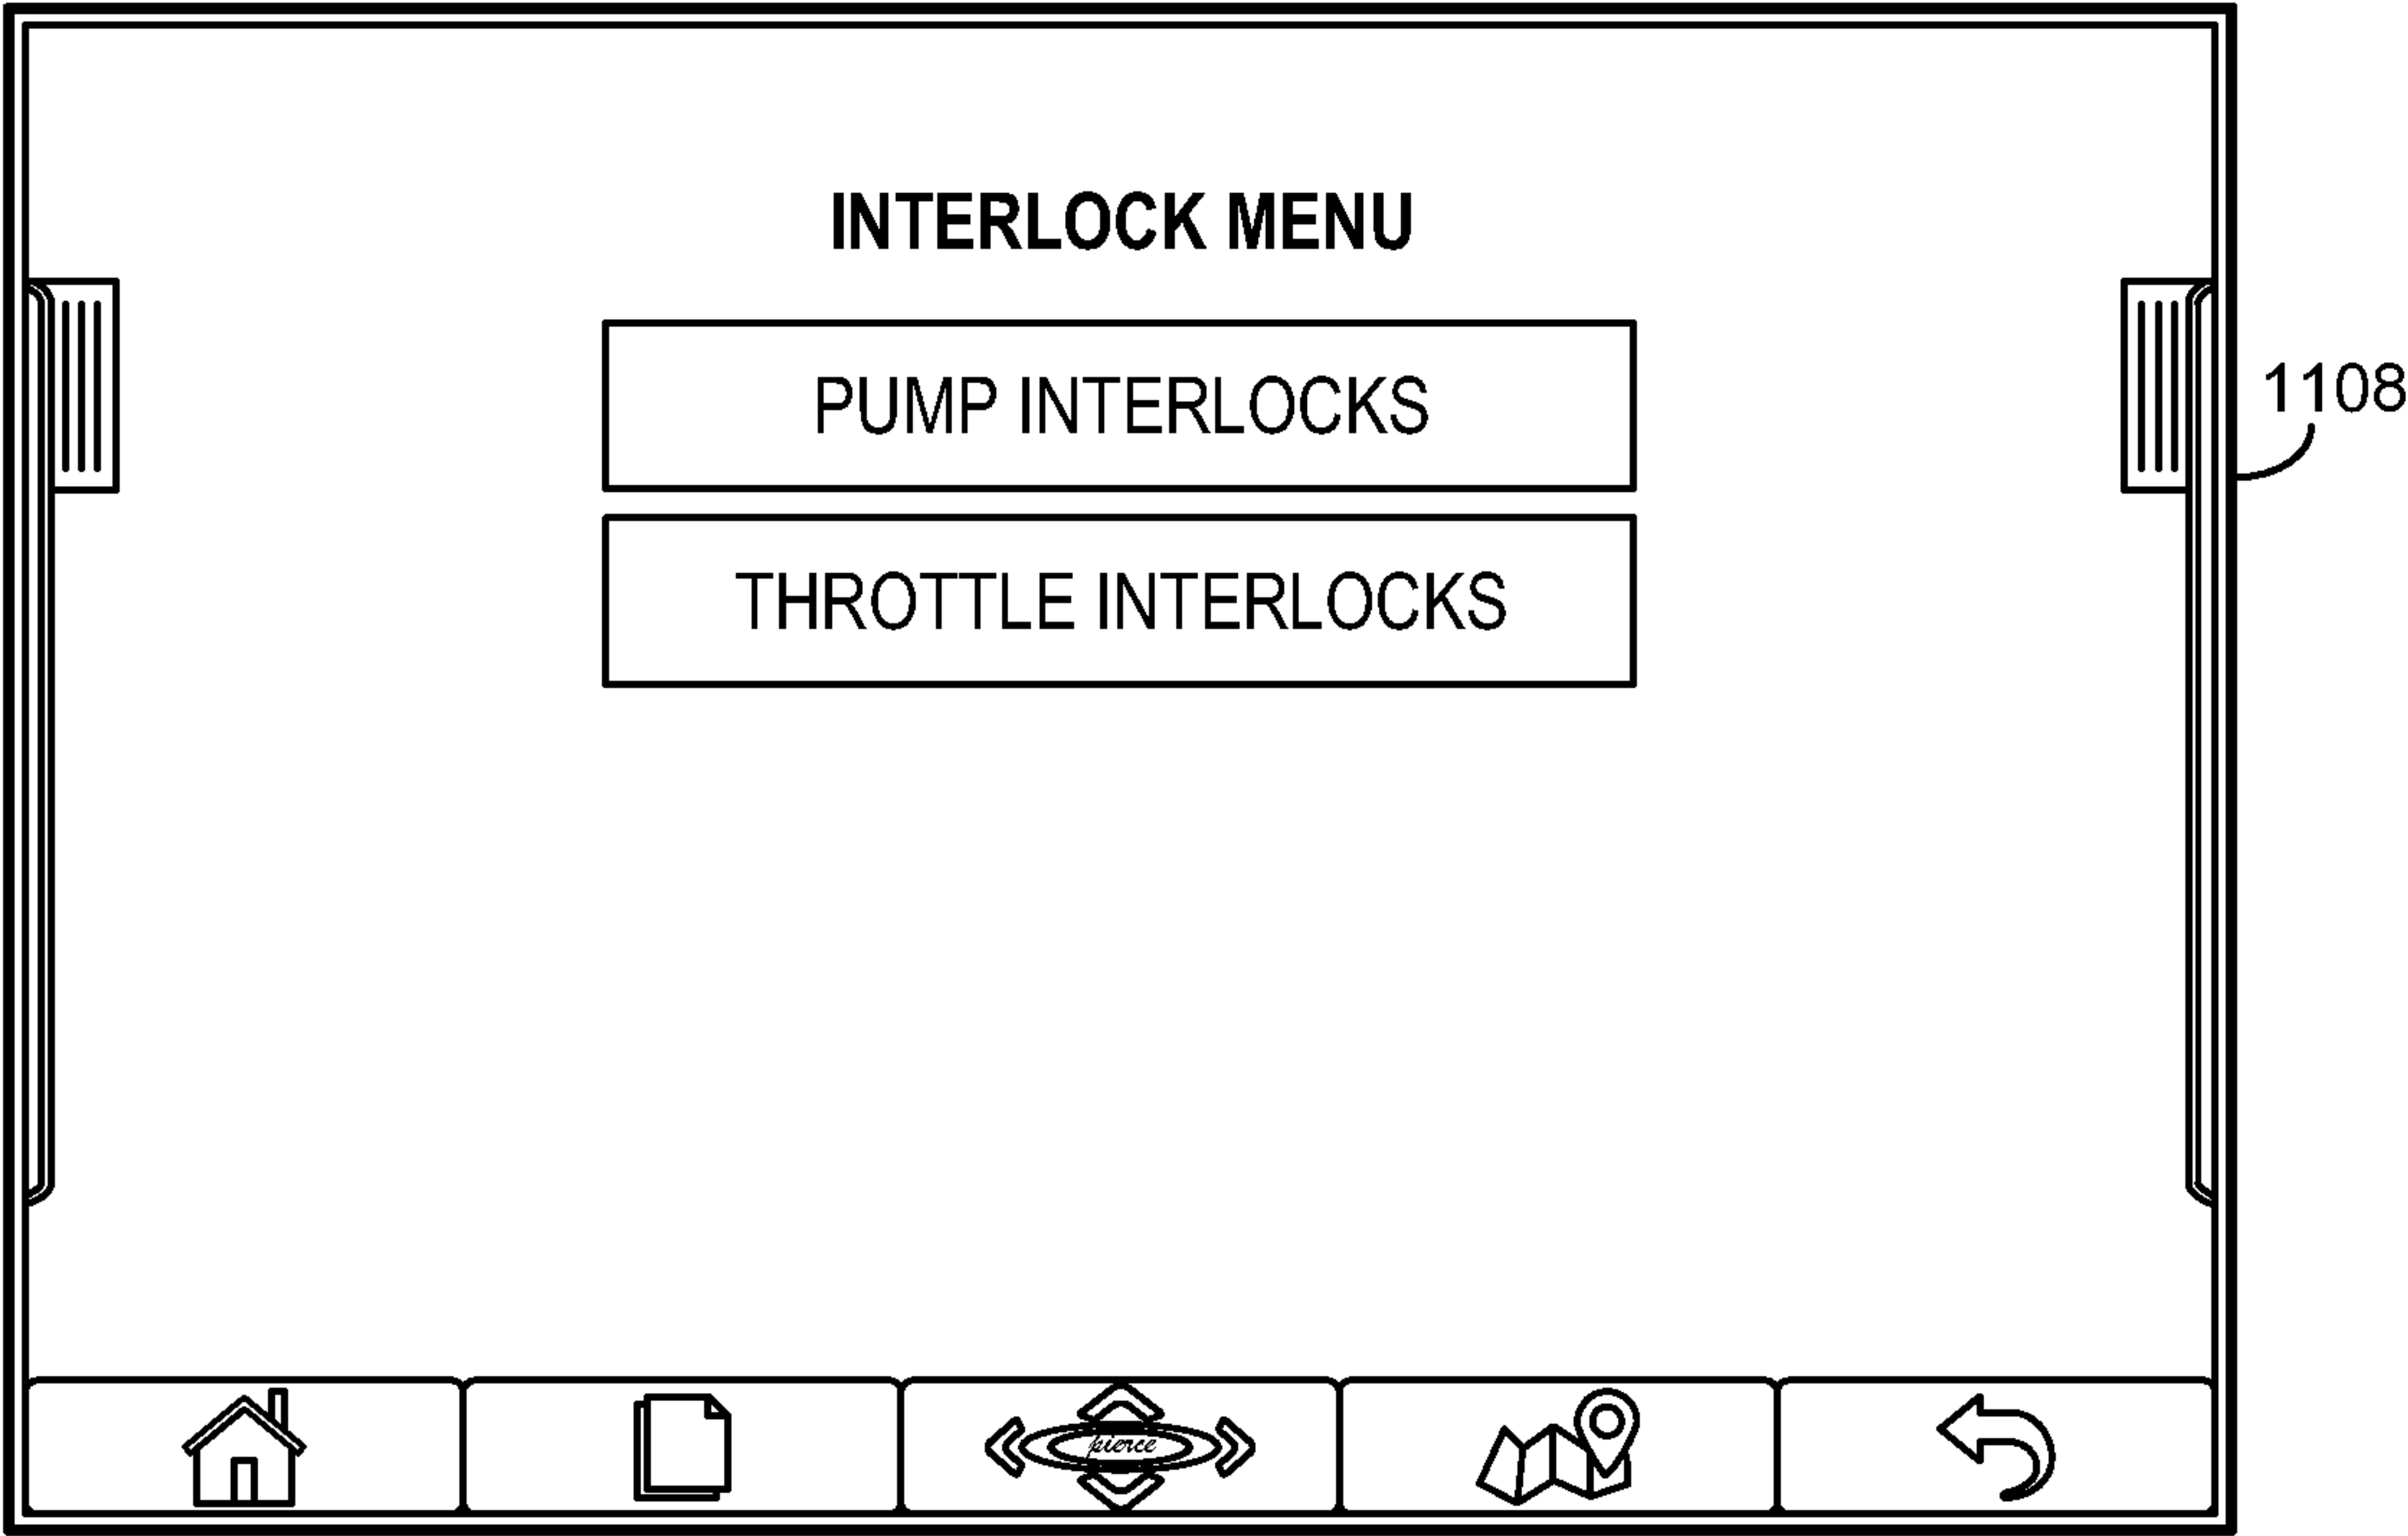 INTERLOCK MENU
PUMP INTERLOCKS
1108
THROTTLE INTERLOCKS
pierce